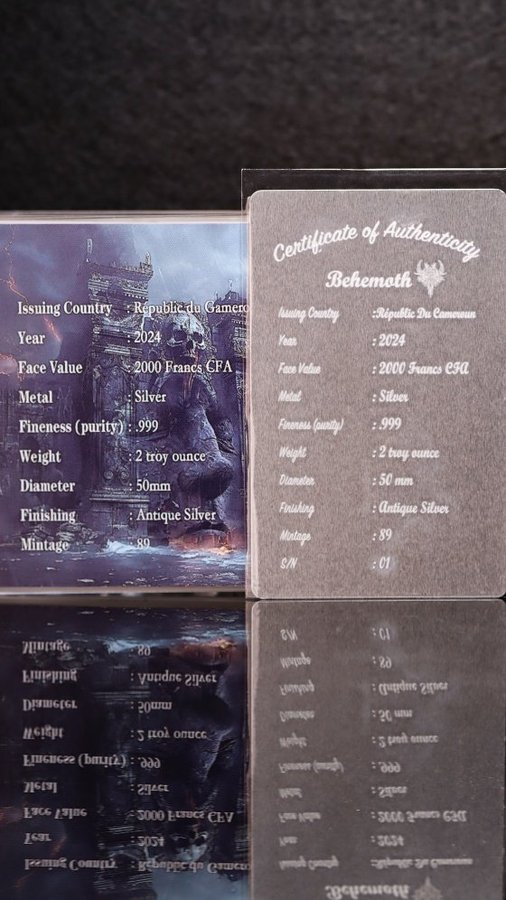 Issuing Country : Républic du Gamero
Year : 2024
Face Value : 2000 Francs CFA
Metal : Silver
Fineness (purity) : .999
Weight : 2 troy ounce
Diameter : 50mm
Finishing : Antique Silver
Mintage : 89
Certificate of Authenticity
Behemoth
Issuing Country : Républic Du Cameroun
Year : 2024
Face Value : 2000 Francs CFA
Metal : Silver
Fineness (purity) : .999
Weight : 2 troy ounce
Diameter : 50 mm
Finishing : Antique Silver
Mintage : 89
S/N : 01